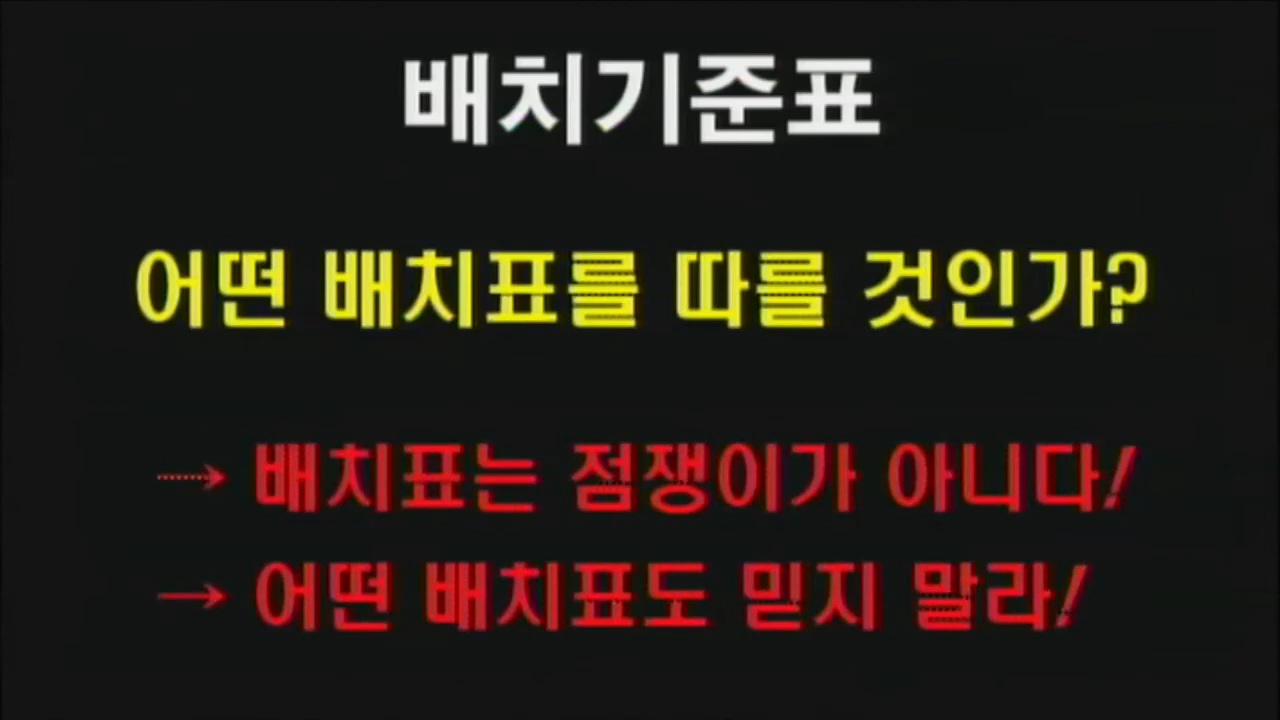 배치기준표
어떤 배치표를 따를 것인가?
→ 배치표는 점쟁이가 아니다!
→ 어떤 배치표도 믿지 말라!